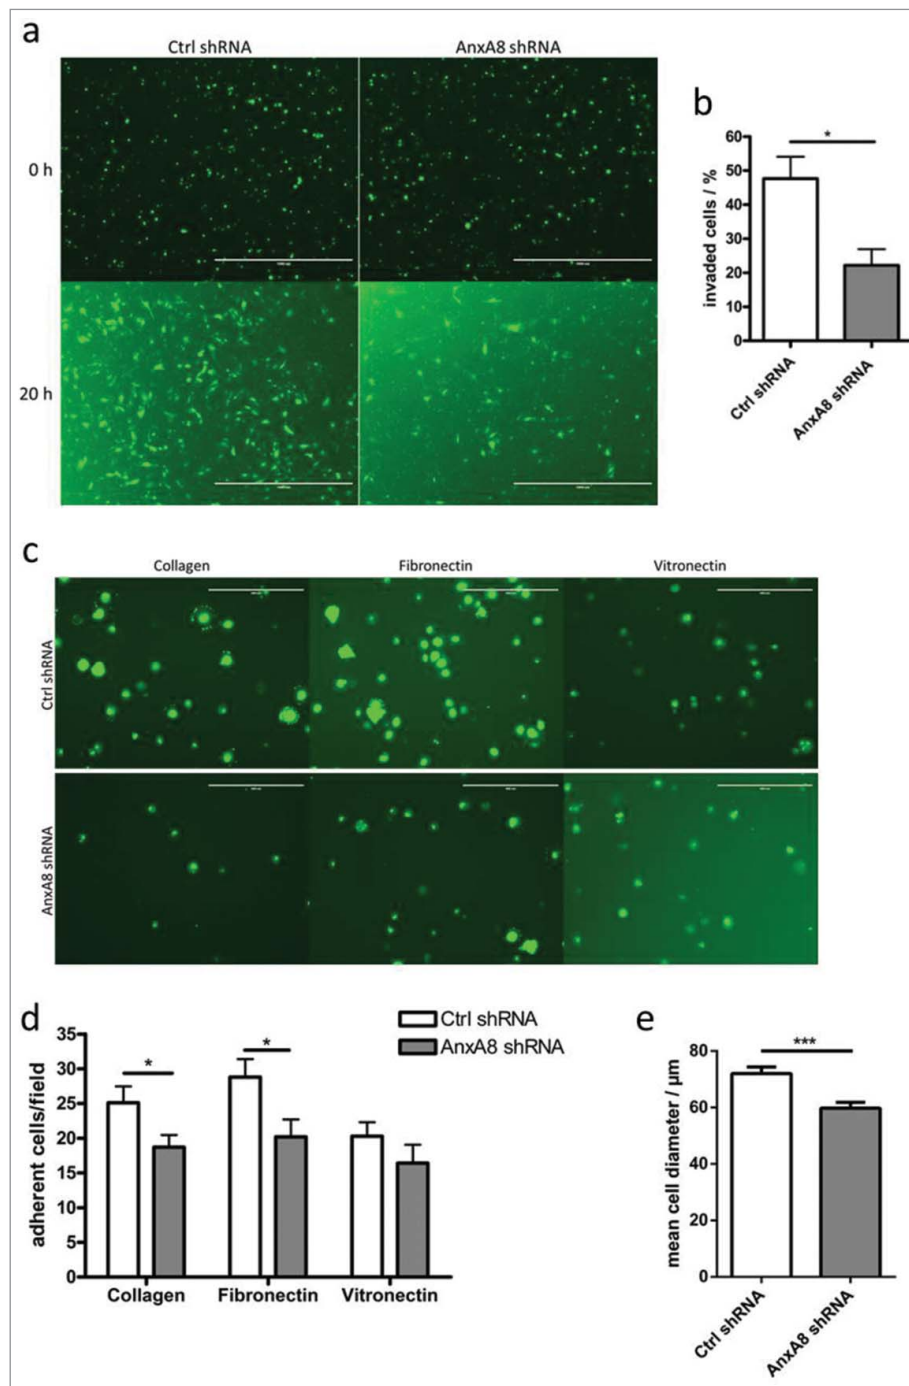 a
Ctrl shRNA
AnxA8 shRNA
0 h
20 h
b
*
60
50
40
30
20
10
0
invaded cells / %
Ctrl shRNA
AnxA8 shRNA
c
Collagen
Fibronectin
Vitronectin
Ctrl shRNA
AnxA8 shRNA
d
Ctrl shRNA
AnxA8 shRNA
35
30
25
20
15
10
5
0
adherent cells/field
*
*
Collagen
Fibronectin
Vitronectin
e
***
80
60
40
20
0
mean cell diameter / µm
Ctrl shRNA
AnxA8 shRNA